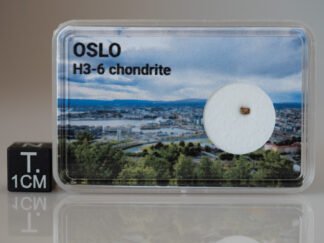 OSLO
H3-6 chondrite
T.
1CM